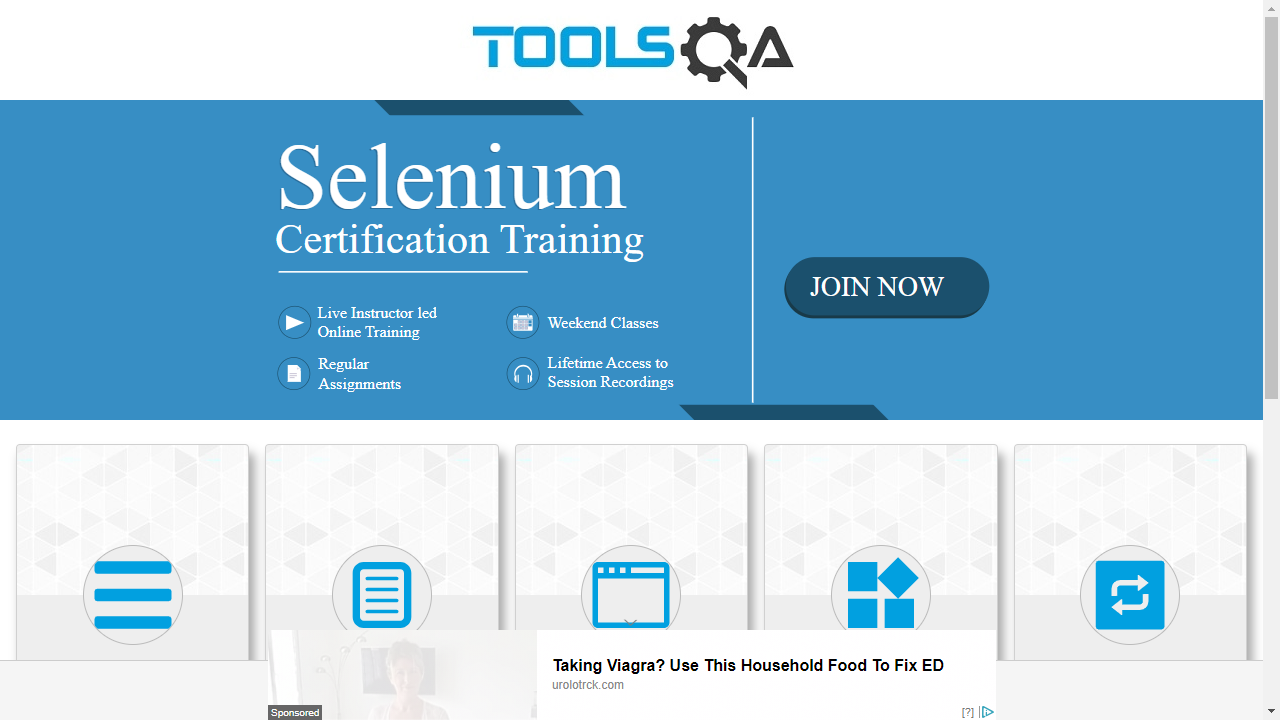 TOOLSQA
Selenium
Certification Training
JOIN NOW
Live Instructor led
Online Training
Weekend Classes
Regular
Assignments
Lifetime Access to
Session Recordings
Taking Viagra? Use This Household Food To Fix ED
urolotrck.com
Sponsored
[?]